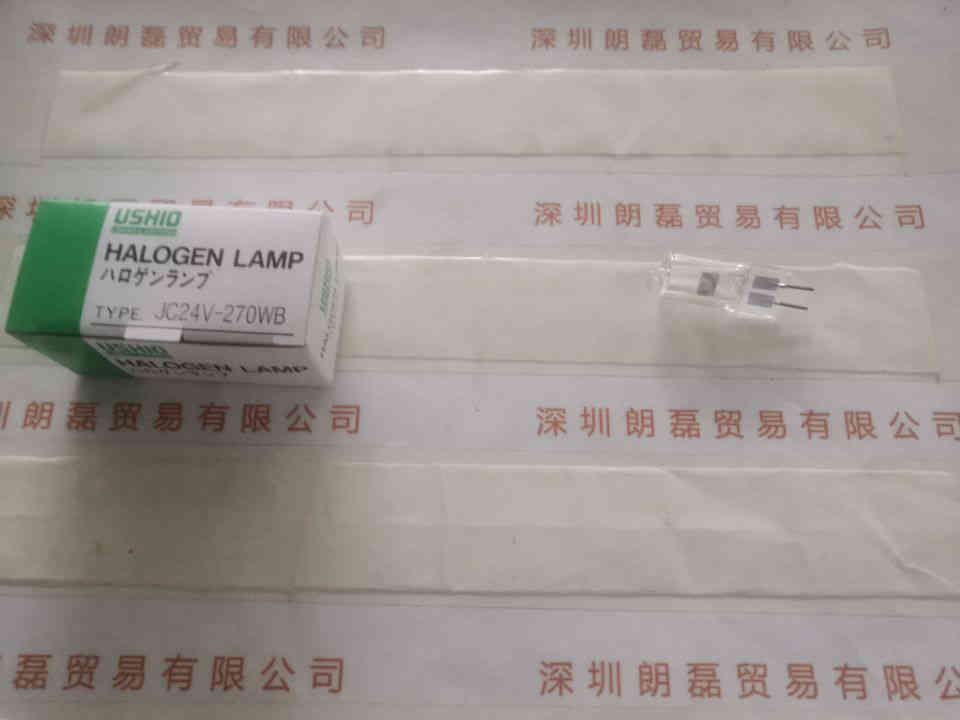 深圳朗磊贸易有限公司
深圳朗磊贸易有限公司
深圳朗磊贸易有限公司
USHIO
HALOGEN LAMP
ハロゲンランプ
TYPE. JC24V-270WB
USHIO
HALOGEN LAMP
USHIO
圳朗磊贸易有限公司
深圳朗磊贸易有限公司
磊贸易有限公司
深圳朗磊贸易有限公